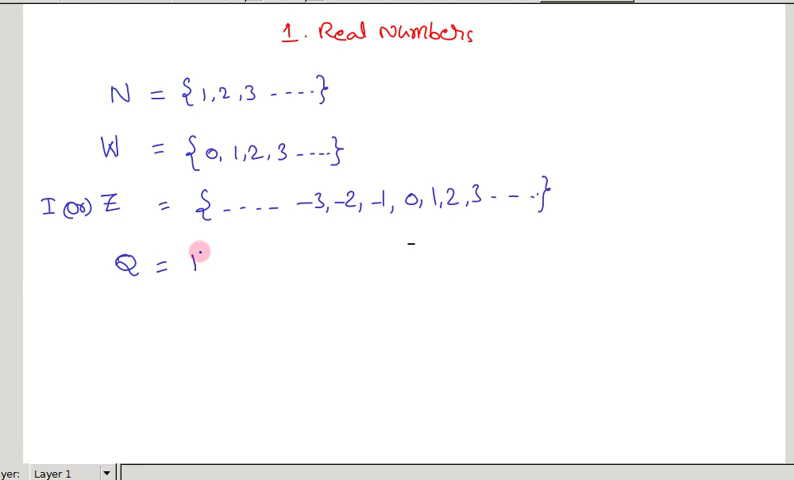 1. Real numbers
N = {1, 2, 3 -----}
W = {0, 1, 2, 3 -----}
I (or) Z = {----- -3, -2, -1, 0, 1, 2, 3 - - --}
Q =
Layer 1